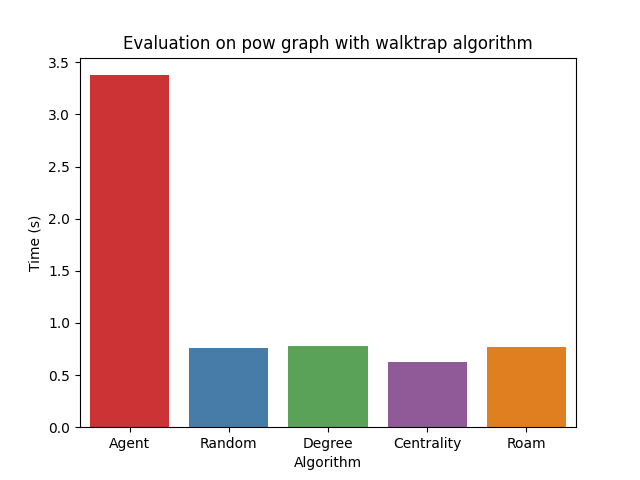 Evaluation on pow graph with walktrap algorithm
3.5
3.0
2.5
2.0
1.5
1.0
0.5
0.0
Time (s)
Agent Random Degree Centrality Roam
Algorithm